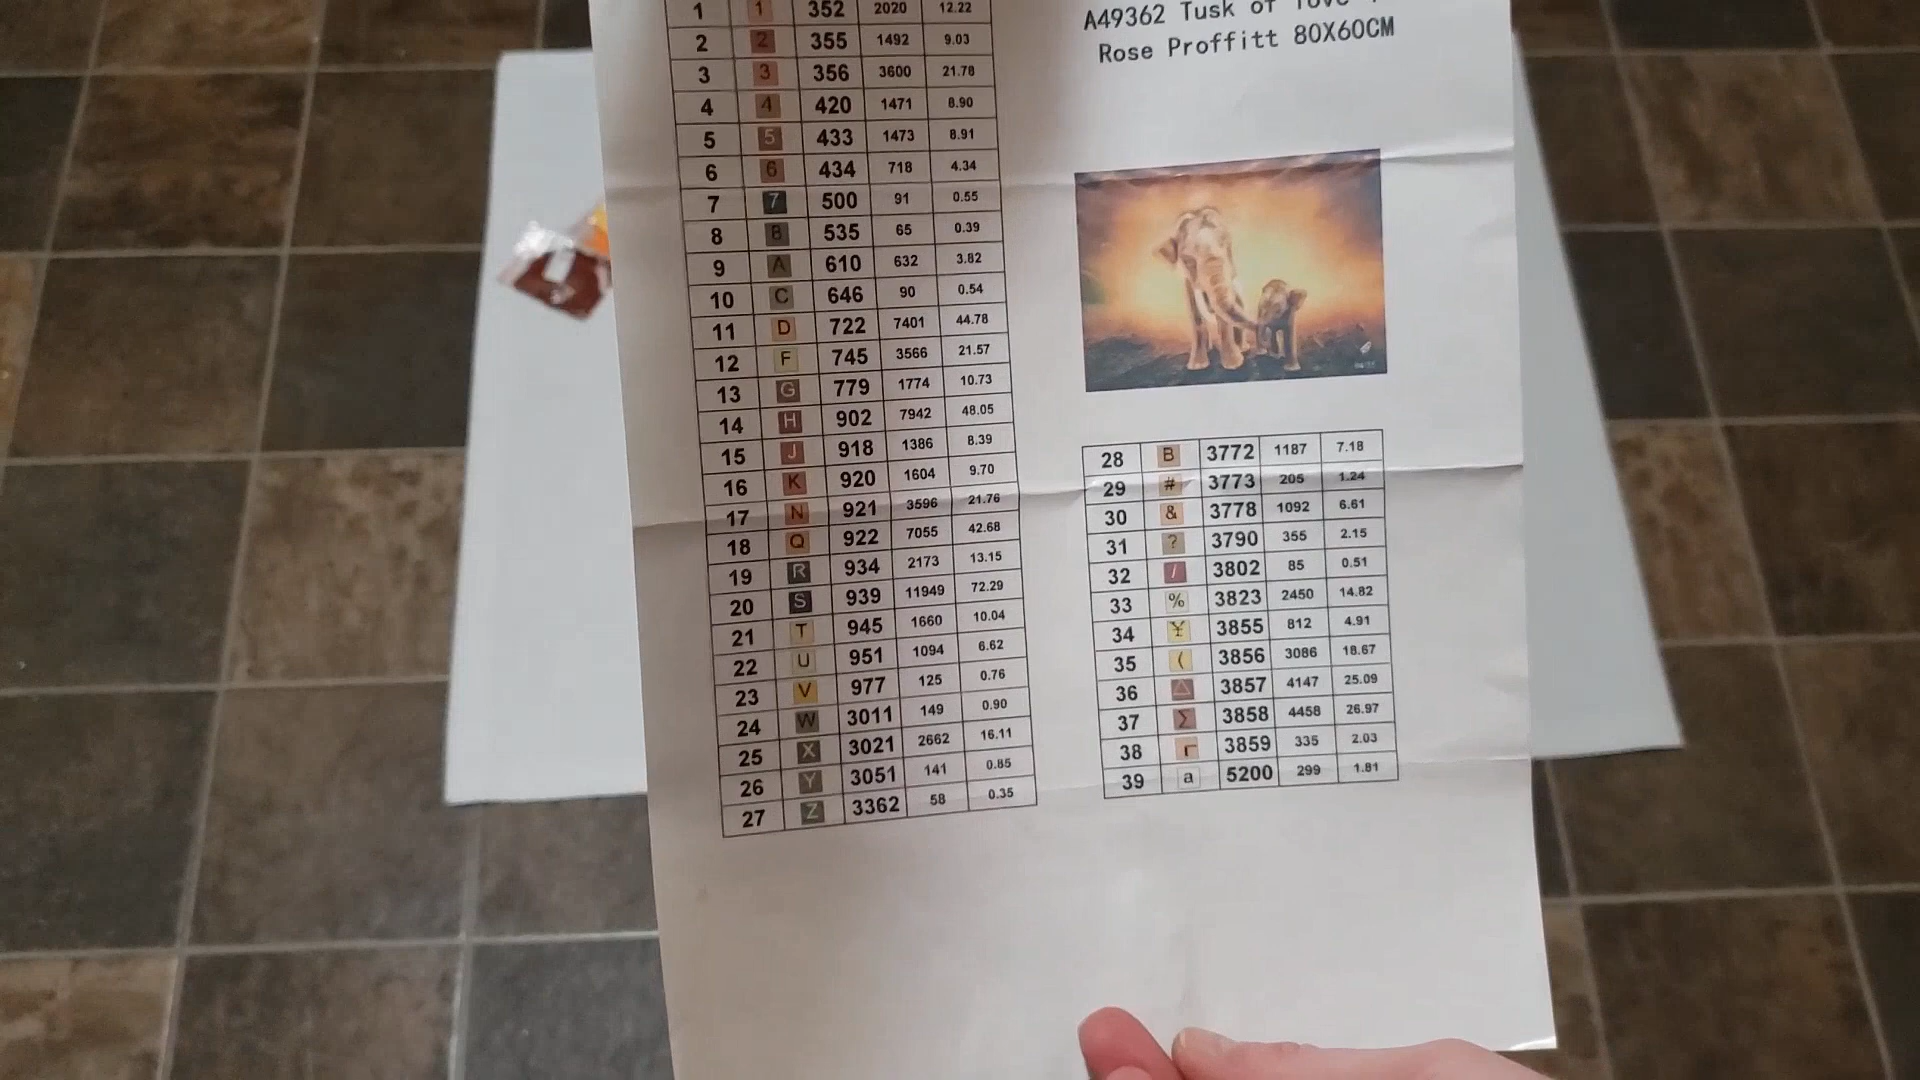 1 1 352 2020 12.22
2 2 355 1492 9.03
3 3 356 3600 21.78
4 4 420 1471 8.90
5 5 433 1473 8.91
6 6 434 718 4.34
7 7 500 91 0.55
8 8 535 65 0.39
9 A 610 632 3.82
10 C 646 90 0.54
11 D 722 7401 44.78
12 F 745 3566 21.57
13 G 779 1774 10.73
14 H 902 7942 48.05
15 J 918 1386 8.39
16 K 920 1604 9.70
17 N 921 3596 21.76
18 Q 922 7055 42.68
19 R 934 2173 13.15
20 S 939 11949 72.29
21 T 945 1660 10.04
22 U 951 1094 6.62
23 V 977 125 0.76
24 W 3011 149 0.90
25 X 3021 2662 16.11
26 Y 3051 141 0.85
27 Z 3362 58 0.35
A49362 Tusk of love
Rose Proffitt 80X60CM
28 B 3772 1187 7.18
29 # 3773 205 1.24
30 & 3778 1092 6.61
31 ? 3790 355 2.15
32 / 3802 85 0.51
33 % 3823 2450 14.82
34 ¥ 3855 812 4.91
35 ( 3856 3086 18.67
36 △ 3857 4147 25.09
37 Σ 3858 4458 26.97
38 г 3859 335 2.03
39 a 5200 299 1.81